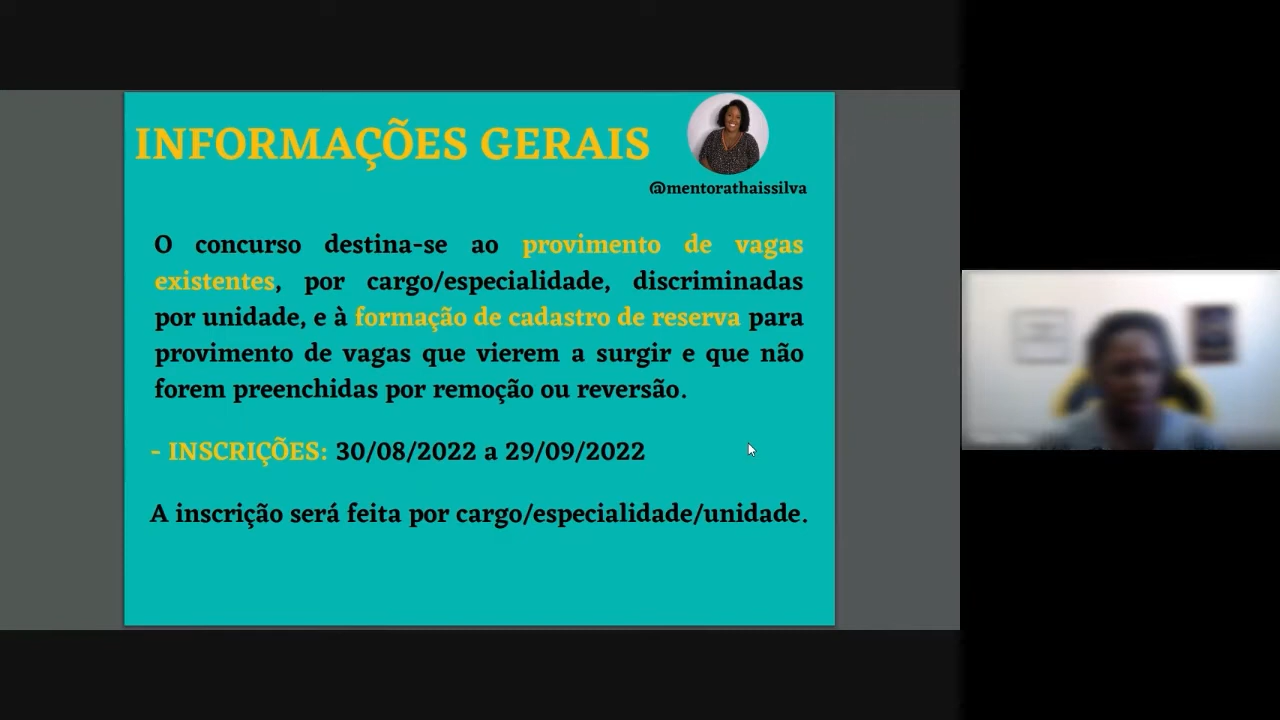 INFORMAÇÕES GERAIS
@mentorathaissilva
O concurso destina-se ao provimento de vagas
existentes, por cargo/especialidade, discriminadas
por unidade, e à formação de cadastro de reserva para
provimento de vagas que vierem a surgir e que não
forem preenchidas por remoção ou reversão.
- INSCRIÇÕES: 30/08/2022 a 29/09/2022
A inscrição será feita por cargo/especialidade/unidade.